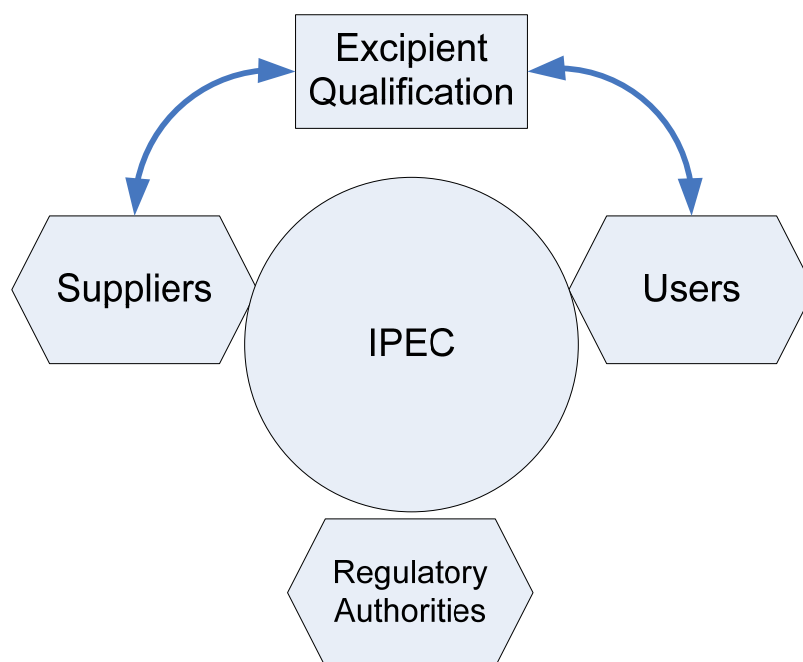 Excipient
Qualification
Suppliers
Users
IPEC
Regulatory
Authorities